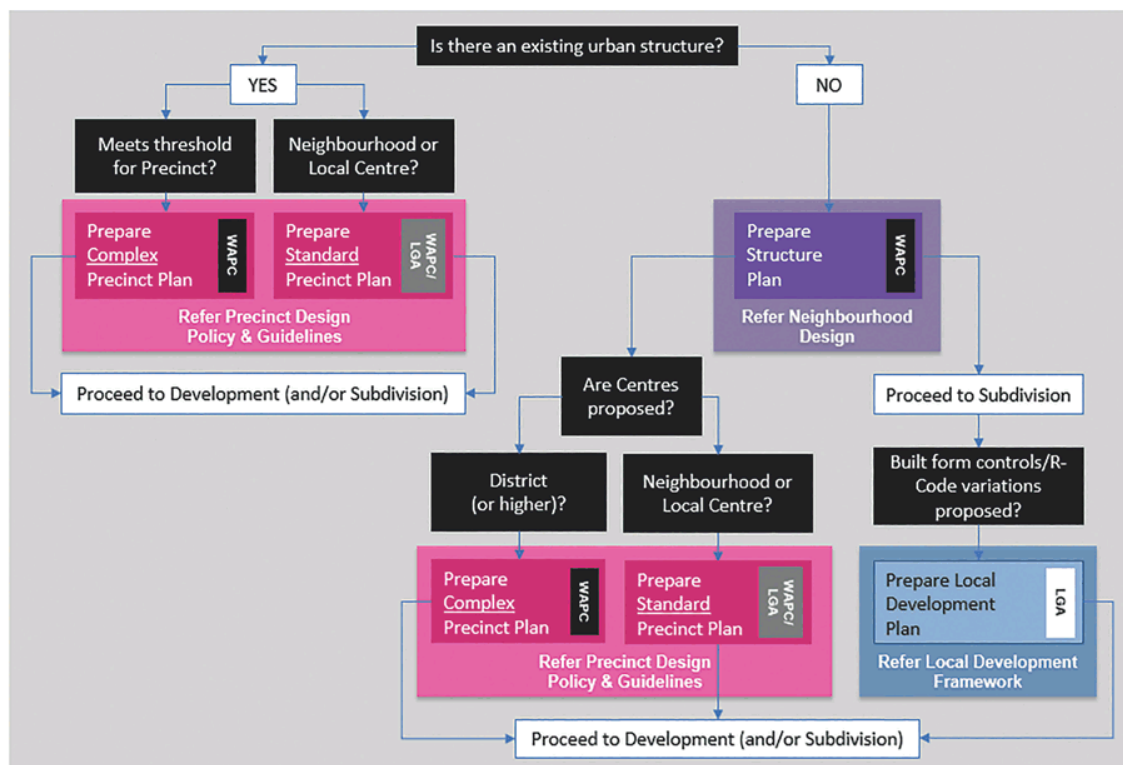 Is there an existing urban structure?
YES
NO
Meets threshold
for Precinct?
Neighbourhood or
Local Centre?
Prepare
Complex
Precinct Plan
WAPC
Prepare
Standard
Precinct Plan
WAPC/
LGA
Refer Precinct Design
Policy & Guidelines
Prepare
Structure
Plan
WAPC
Refer Neighbourhood
Design
Proceed to Development (and/or Subdivision)
Are Centres
proposed?
Proceed to Subdivision
District
(or higher)?
Neighbourhood or
Local Centre?
Built form controls/R-
Code variations
proposed?
Prepare
Complex
Precinct Plan
WAPC
Prepare
Standard
Precinct Plan
WAPC/
LGA
Refer Precinct Design
Policy & Guidelines
Prepare Local
Development
Plan
LGA
Refer Local Development
Framework
Proceed to Development (and/or Subdivision)